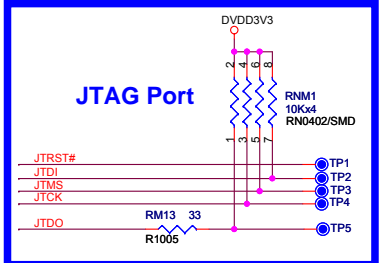 DVDD3V3
2 4 6 8
JTAG Port
RNM1
10Kx4
RN0402/SMD
1 3 5 7
JTRST# TP1
JTDI TP2
JTMS TP3
JTCK TP4
JTDO RM13 33 TP5
R1005